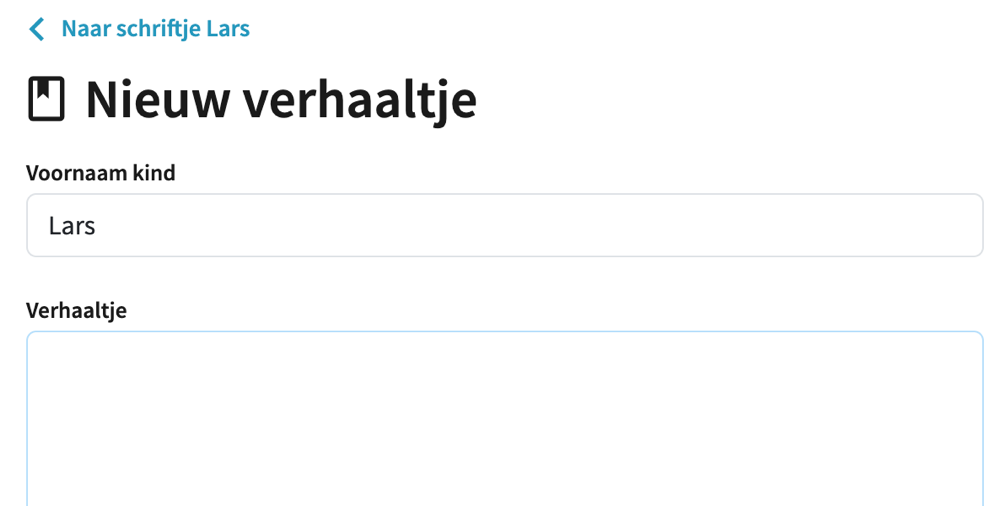 Naar schriftje Lars
Nieuw verhaaltje
Voornaam kind
Lars
Verhaaltje